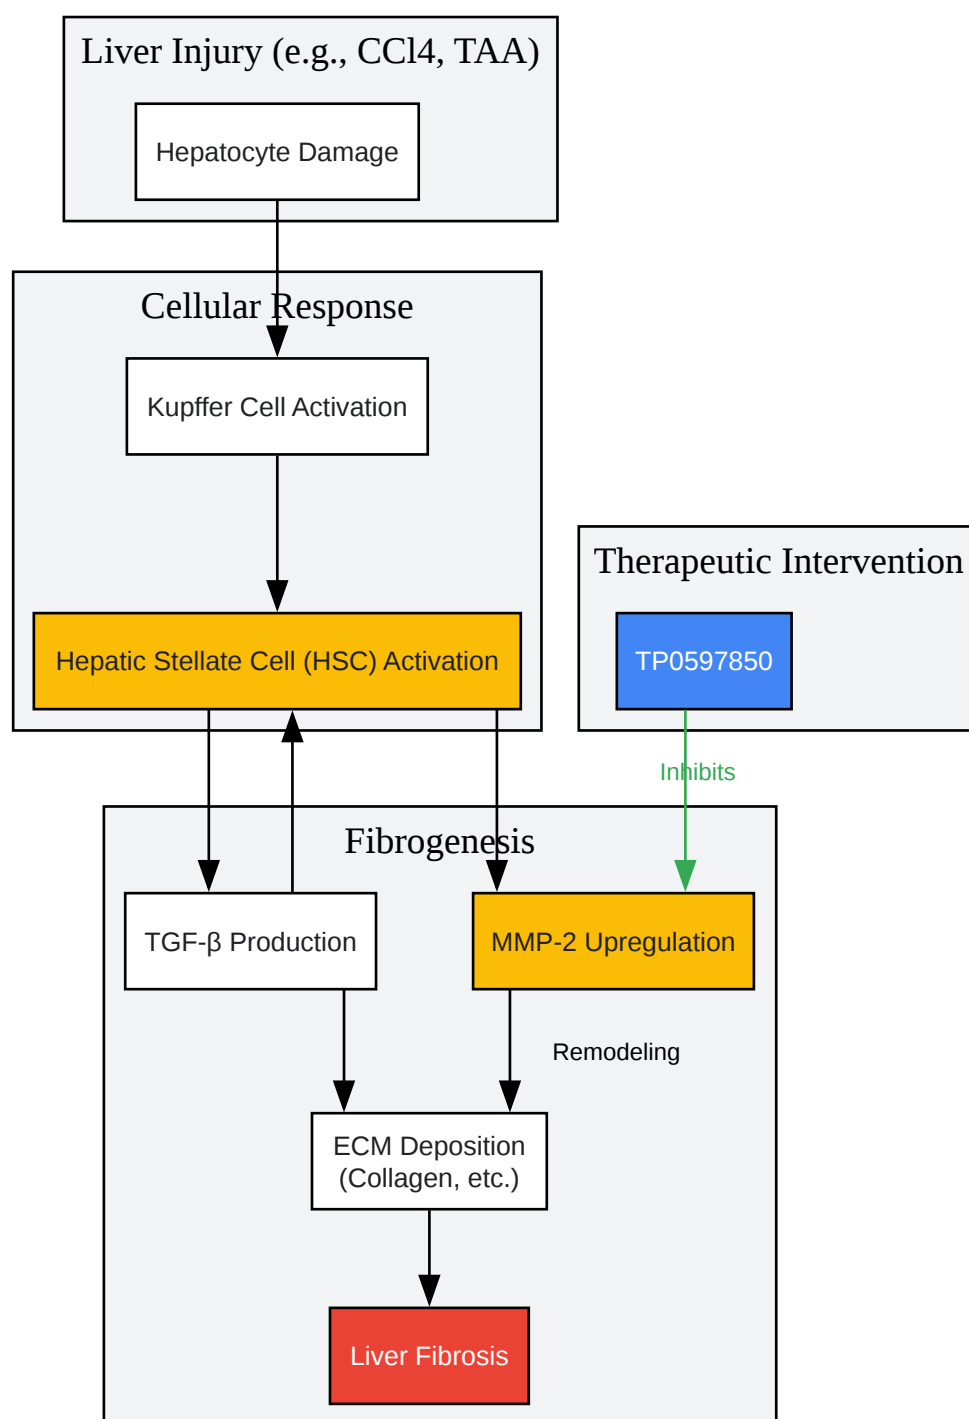 Liver Injury (e.g., CCl4, TAA)
Hepatocyte Damage
Cellular Response
Kupffer Cell Activation
Hepatic Stellate Cell (HSC) Activation
Therapeutic Intervention
TP0597850
Inhibits
Fibrogenesis
TGF-β Production
MMP-2 Upregulation
Remodeling
ECM Deposition
(Collagen, etc.)
Liver Fibrosis